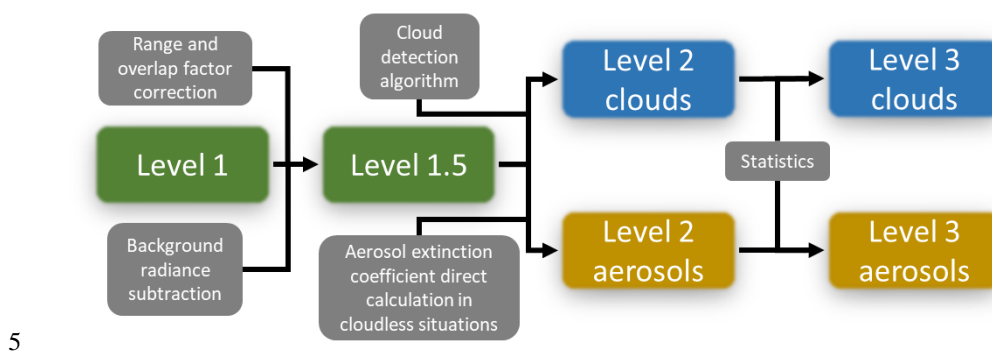 Range and
overlap factor
correction
Cloud
detection
algorithm
Level 2
clouds
Level 3
clouds
Level 1
Level 1.5
Statistics
Background
radiance
subtraction
Aerosol extinction
coefficient direct
calculation in
cloudless situations
Level 2
aerosols
Level 3
aerosols
5